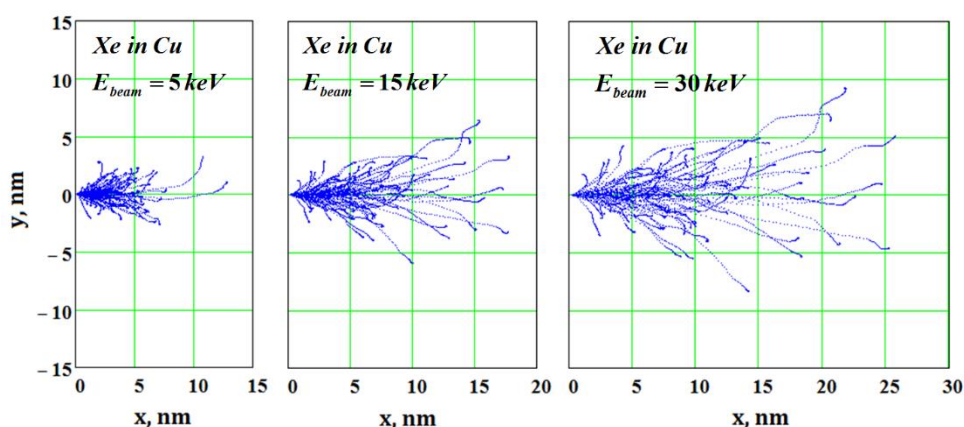 15
10
5
0
−5
−10
−15
y, nm
Xe in Cu
E_beam = 5 keV
0 5 10 15
x, nm
Xe in Cu
E_beam = 15 keV
0 5 10 15 20
x, nm
Xe in Cu
E_beam = 30 keV
0 5 10 15 20 25 30
x, nm